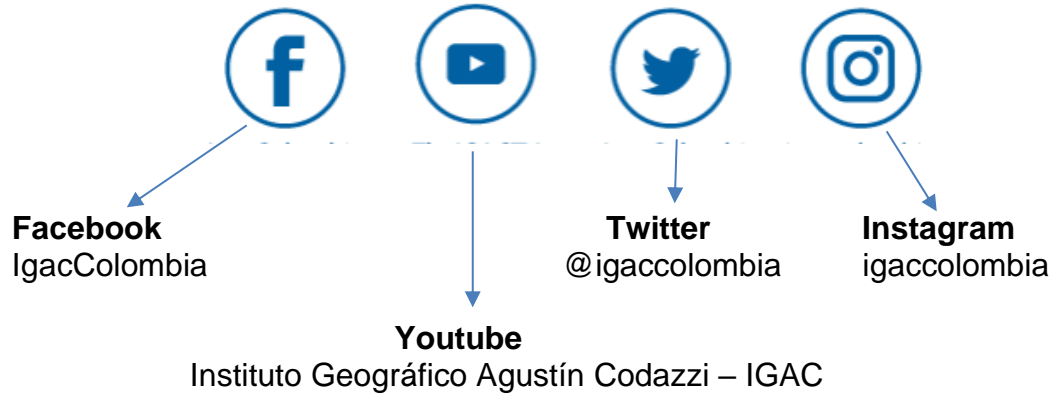 Facebook
IgacColombia
Twitter
@igaccolombia
Instagram
igaccolombia
Youtube
Instituto Geográfico Agustín Codazzi – IGAC